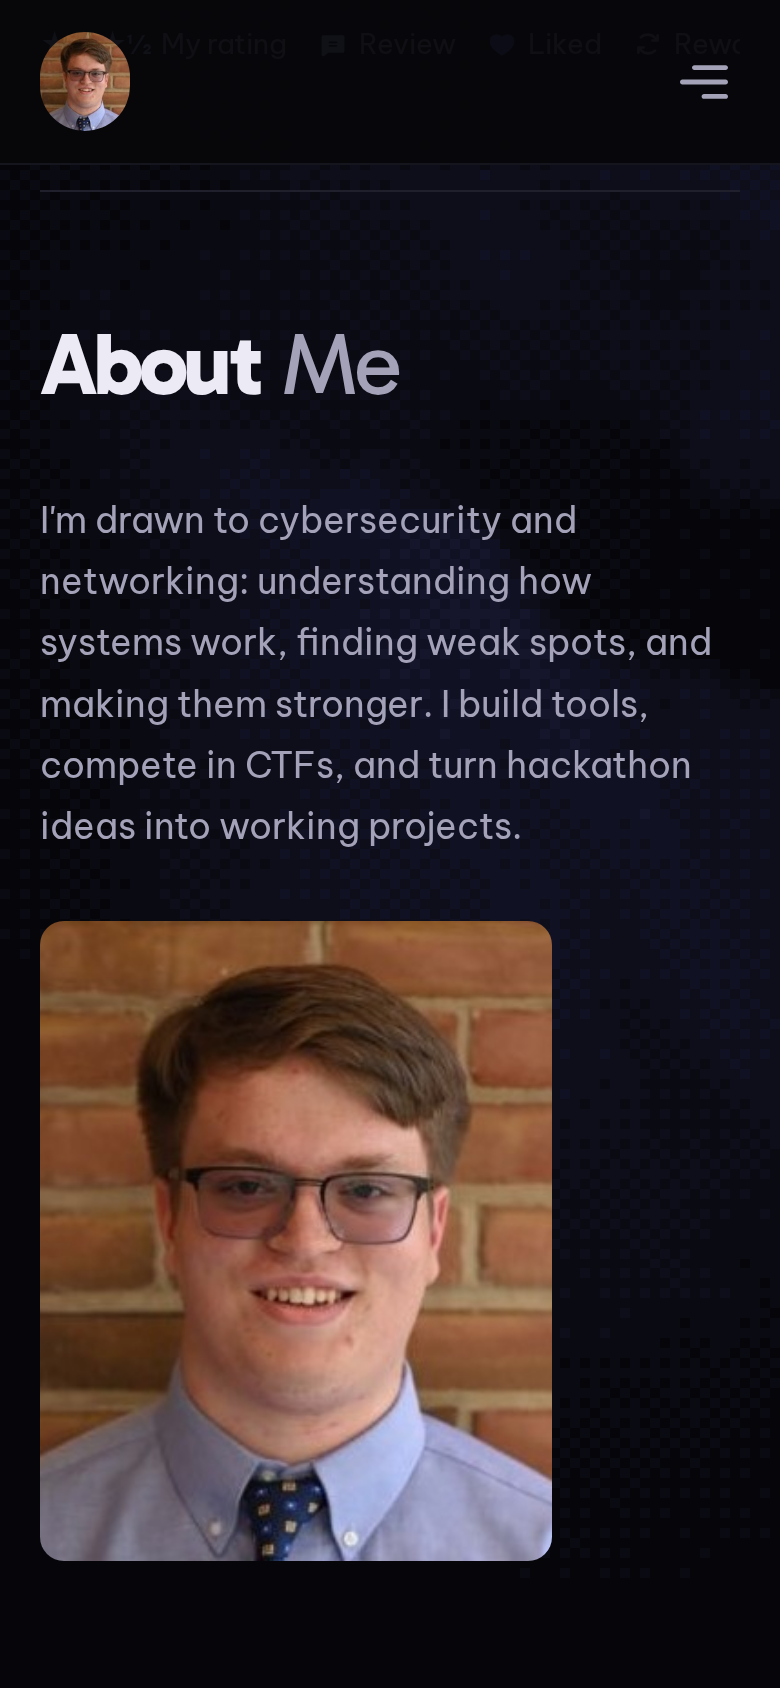 ½ My rating Review Liked
About Me
I'm drawn to cybersecurity and
networking: understanding how
systems work, finding weak spots, and
making them stronger. I build tools,
compete in CTFs, and turn hackathon
ideas into working projects.